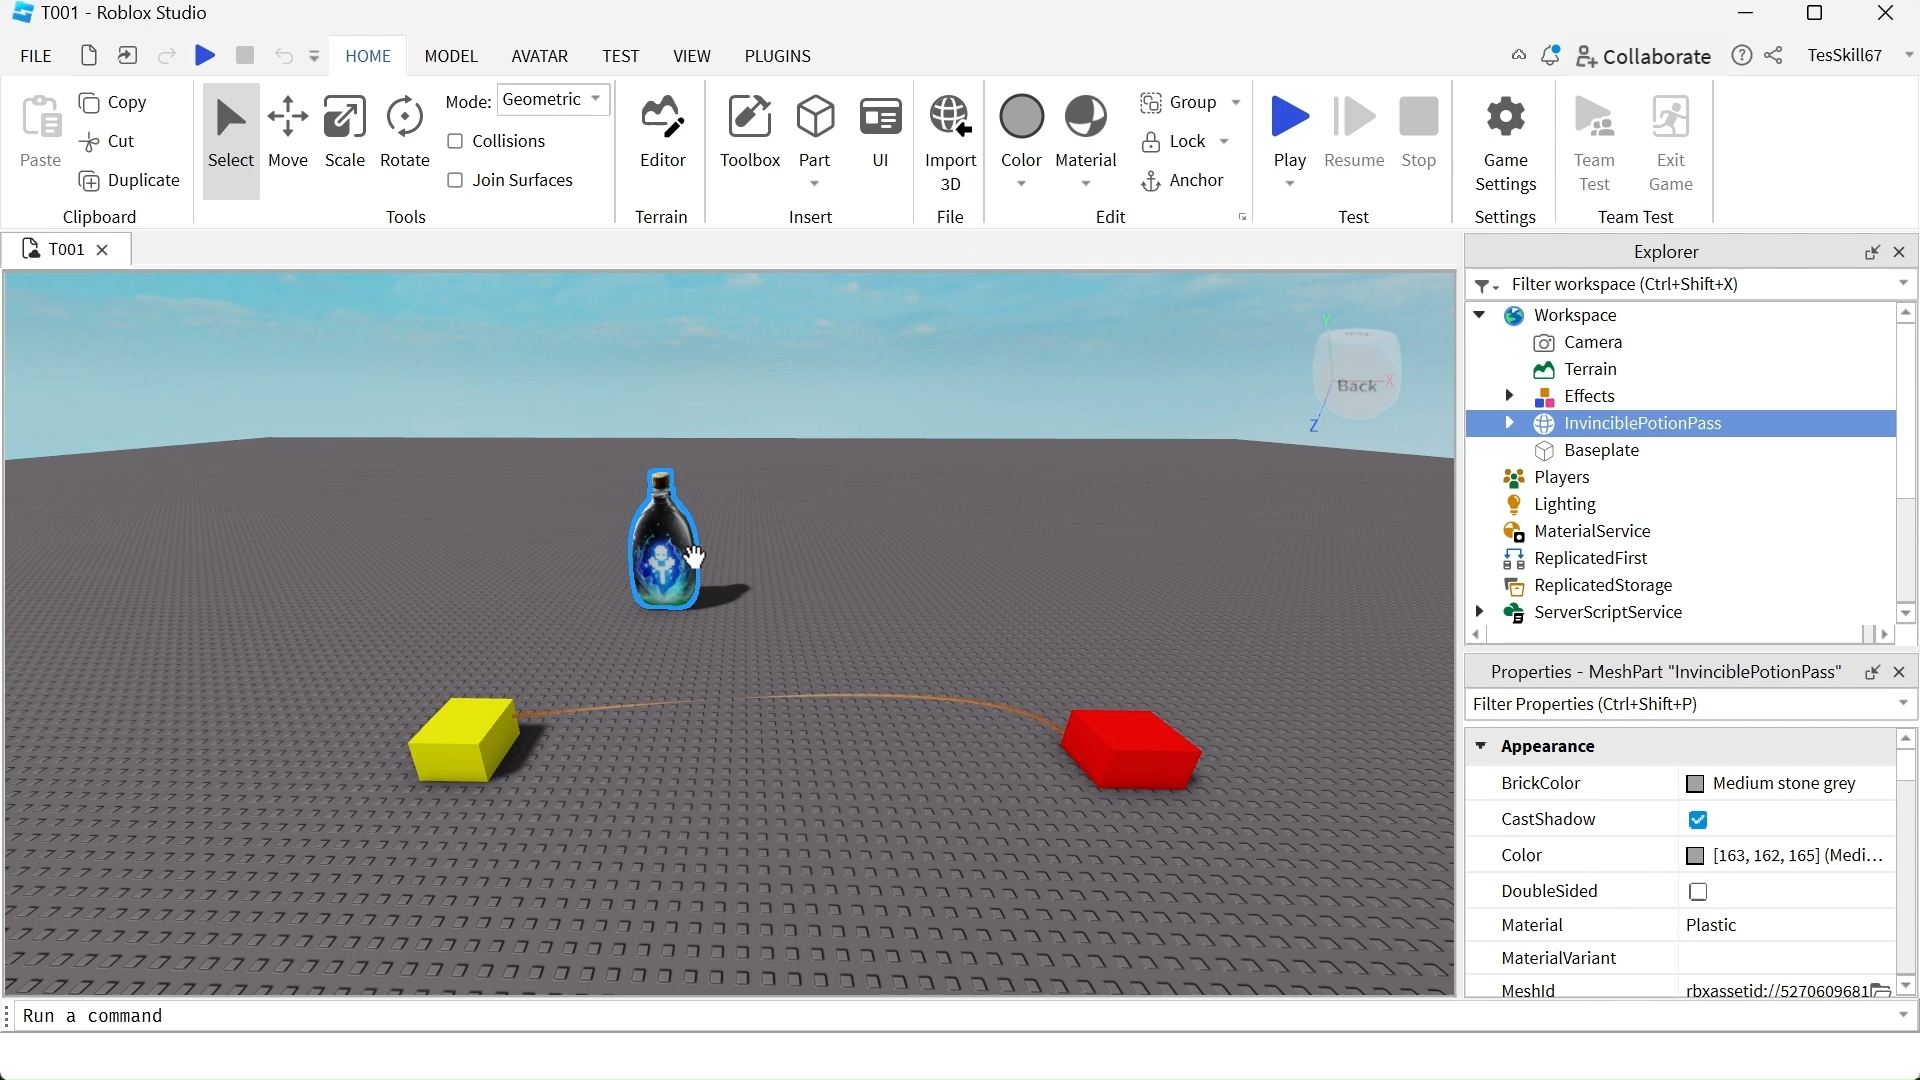 T001 - Roblox Studio
FILE HOME MODEL AVATAR TEST VIEW PLUGINS Collaborate TesSkill67
Paste Copy Cut Duplicate
Clipboard
Select Move Scale Rotate Mode: Geometric
Collisions
Join Surfaces
Tools
Editor
Terrain
Toolbox Part UI
Insert
Import 3D
File
Color Material Group Lock Anchor
Edit
Play Resume Stop
Test
Game Settings
Settings
Team Test Exit Game
Team Test
T001
Back
X
Y
Z
Explorer
Filter workspace (Ctrl+Shift+X)
Workspace
Camera
Terrain
Effects
InvinciblePotionPass
Baseplate
Players
Lighting
MaterialService
ReplicatedFirst
ReplicatedStorage
ServerScriptService
Properties - MeshPart "InvinciblePotionPass"
Filter Properties (Ctrl+Shift+P)
Appearance
BrickColor Medium stone grey
CastShadow
Color [163, 162, 165] (Medi...
DoubleSided
Material Plastic
MaterialVariant
MeshId rbxassetid://5270609681
Run a command